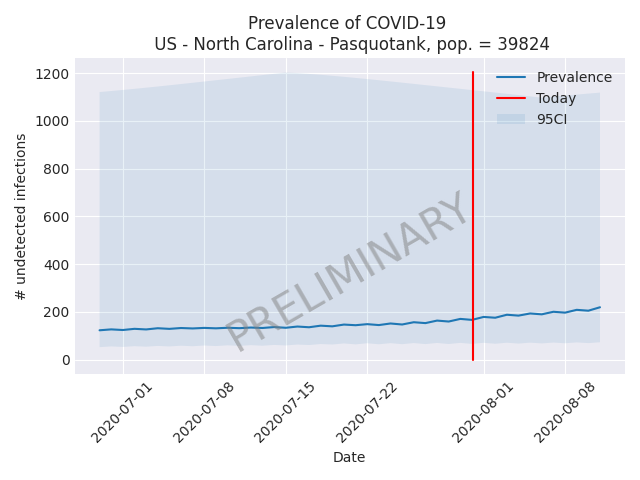 Prevalence of COVID-19
US - North Carolina - Pasquotank, pop. = 39824
1200
1000
800
600
400
200
0
# undetected infections
Prevalence
Today
95CI
PRELIMINARY
2020-07-01
2020-07-08
2020-07-15
2020-07-22
2020-08-01
2020-08-08
Date